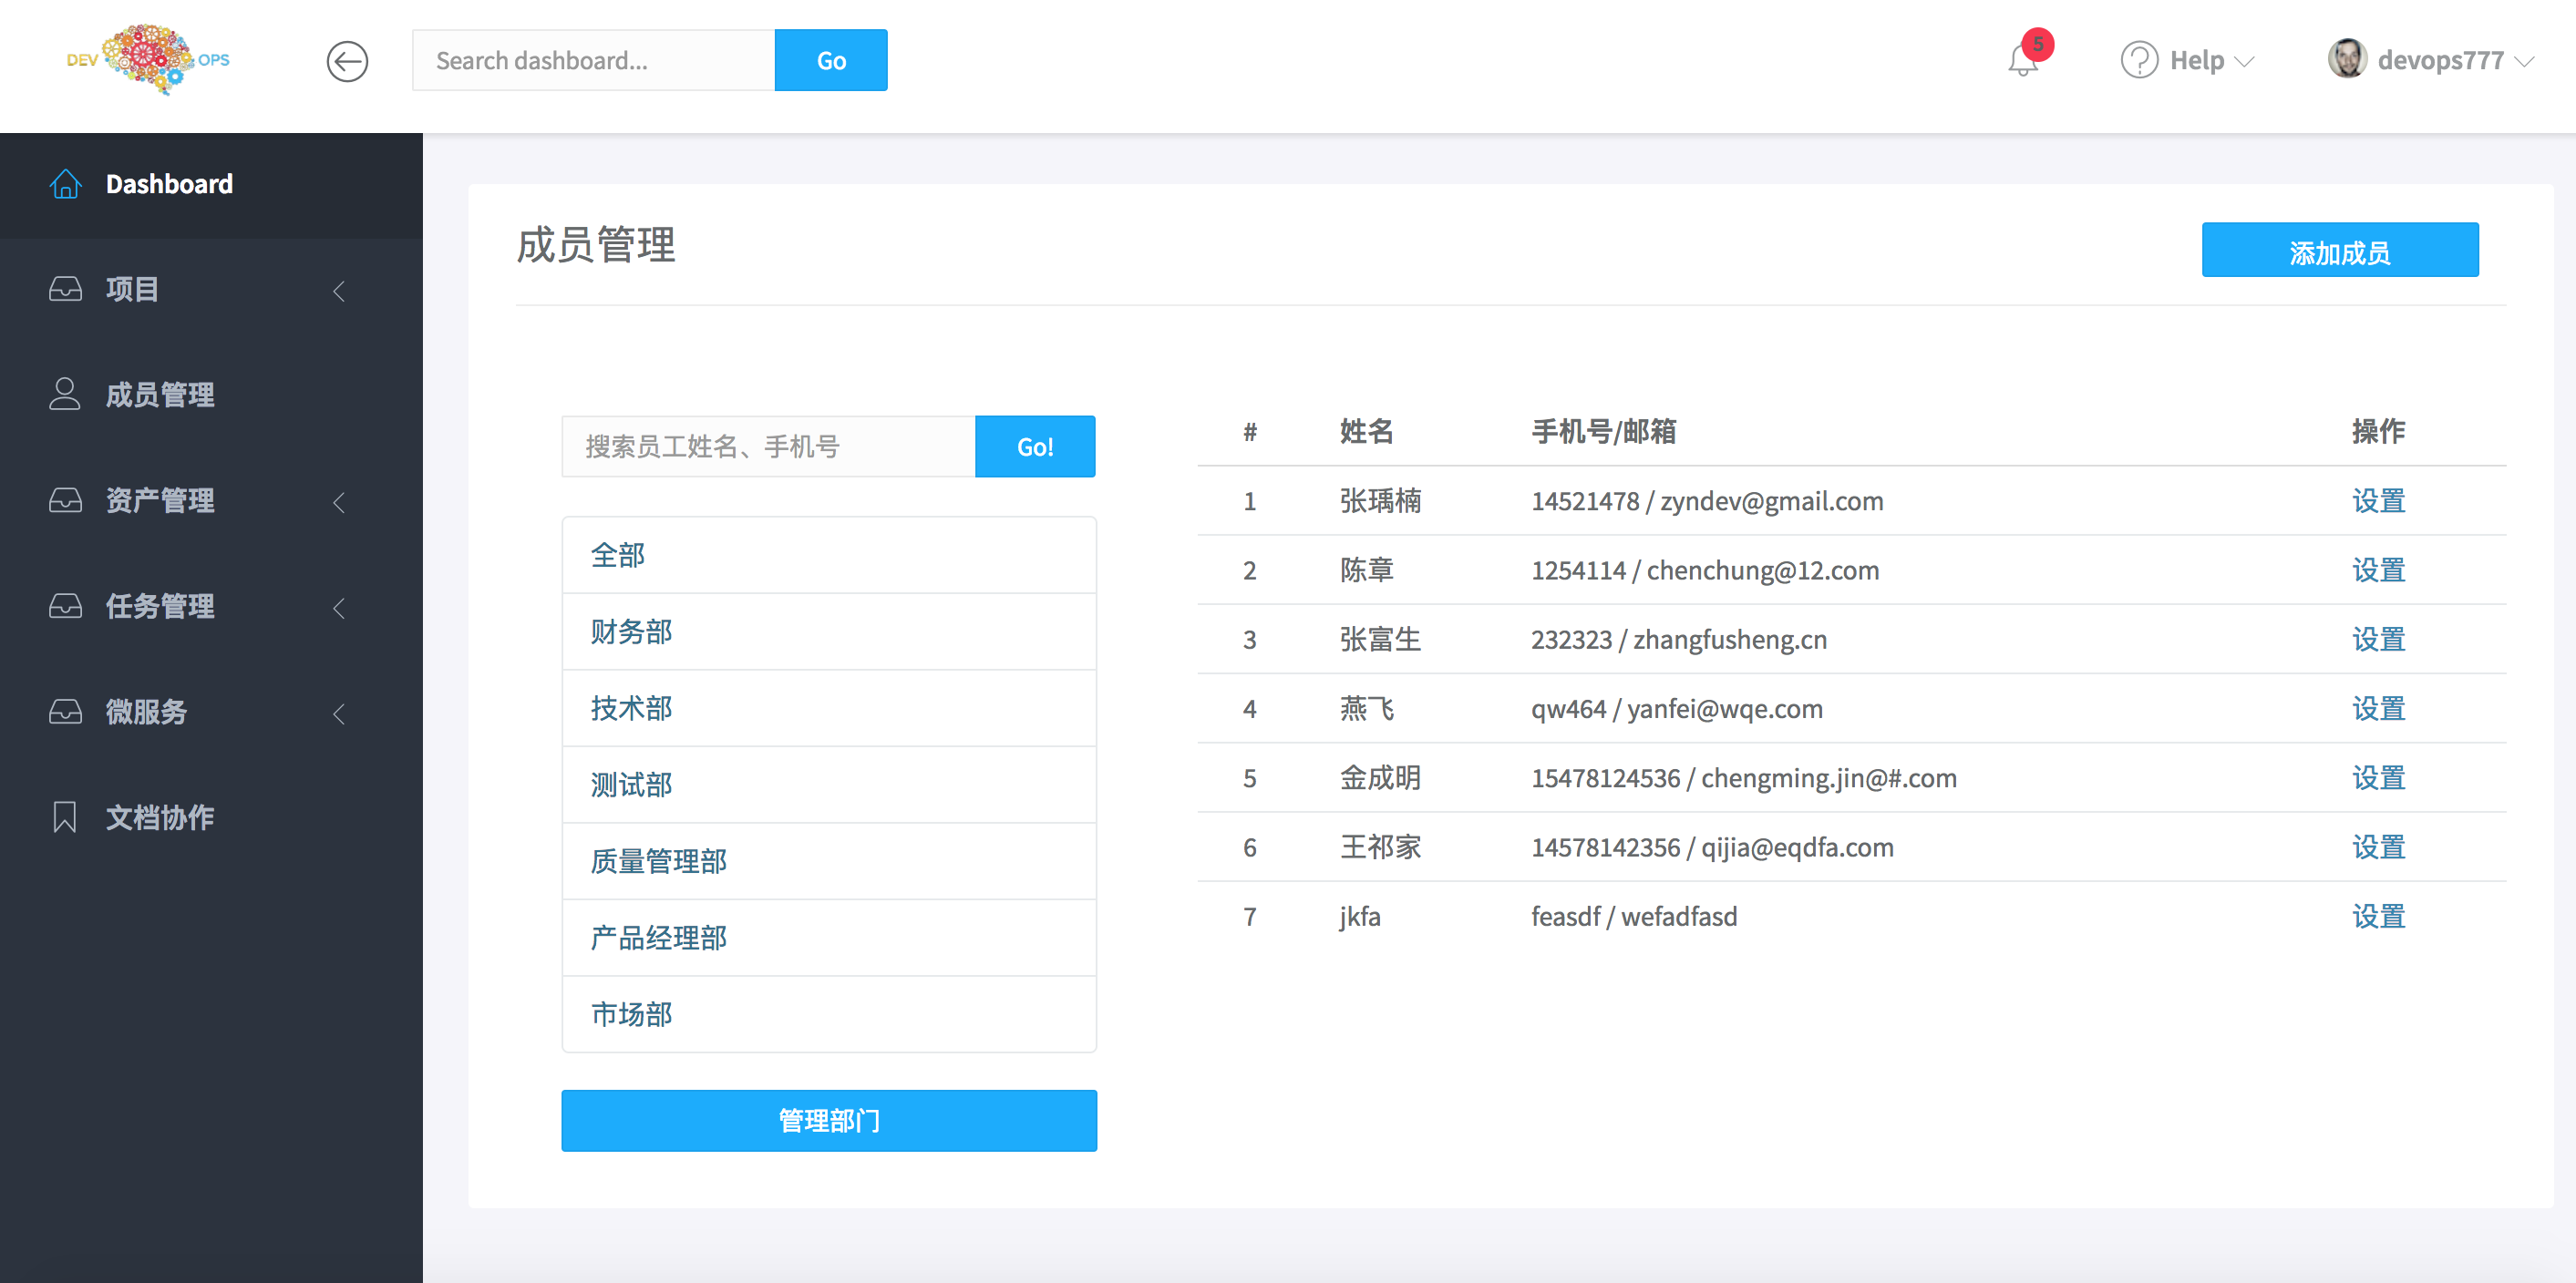 DEV OPS
Search dashboard... Go
5
Help
devops777
Dashboard
项目
成员管理
资产管理
任务管理
微服务
文档协作
成员管理
添加成员
搜索员工姓名、手机号 Go!
全部
财务部
技术部
测试部
质量管理部
产品经理部
市场部
管理部门
# 姓名 手机号/邮箱 操作
1 张瑀楠 14521478 / zyndev@gmail.com 设置
2 陈章 1254114 / chenchung@12.com 设置
3 张富生 232323 / zhangfusheng.cn 设置
4 燕飞 qw464 / yanfei@wqe.com 设置
5 金成明 15478124536 / chengming.jin@#.com 设置
6 王祁家 14578142356 / qijia@eqdfa.com 设置
7 jkfa feasdf / wefadfasd 设置